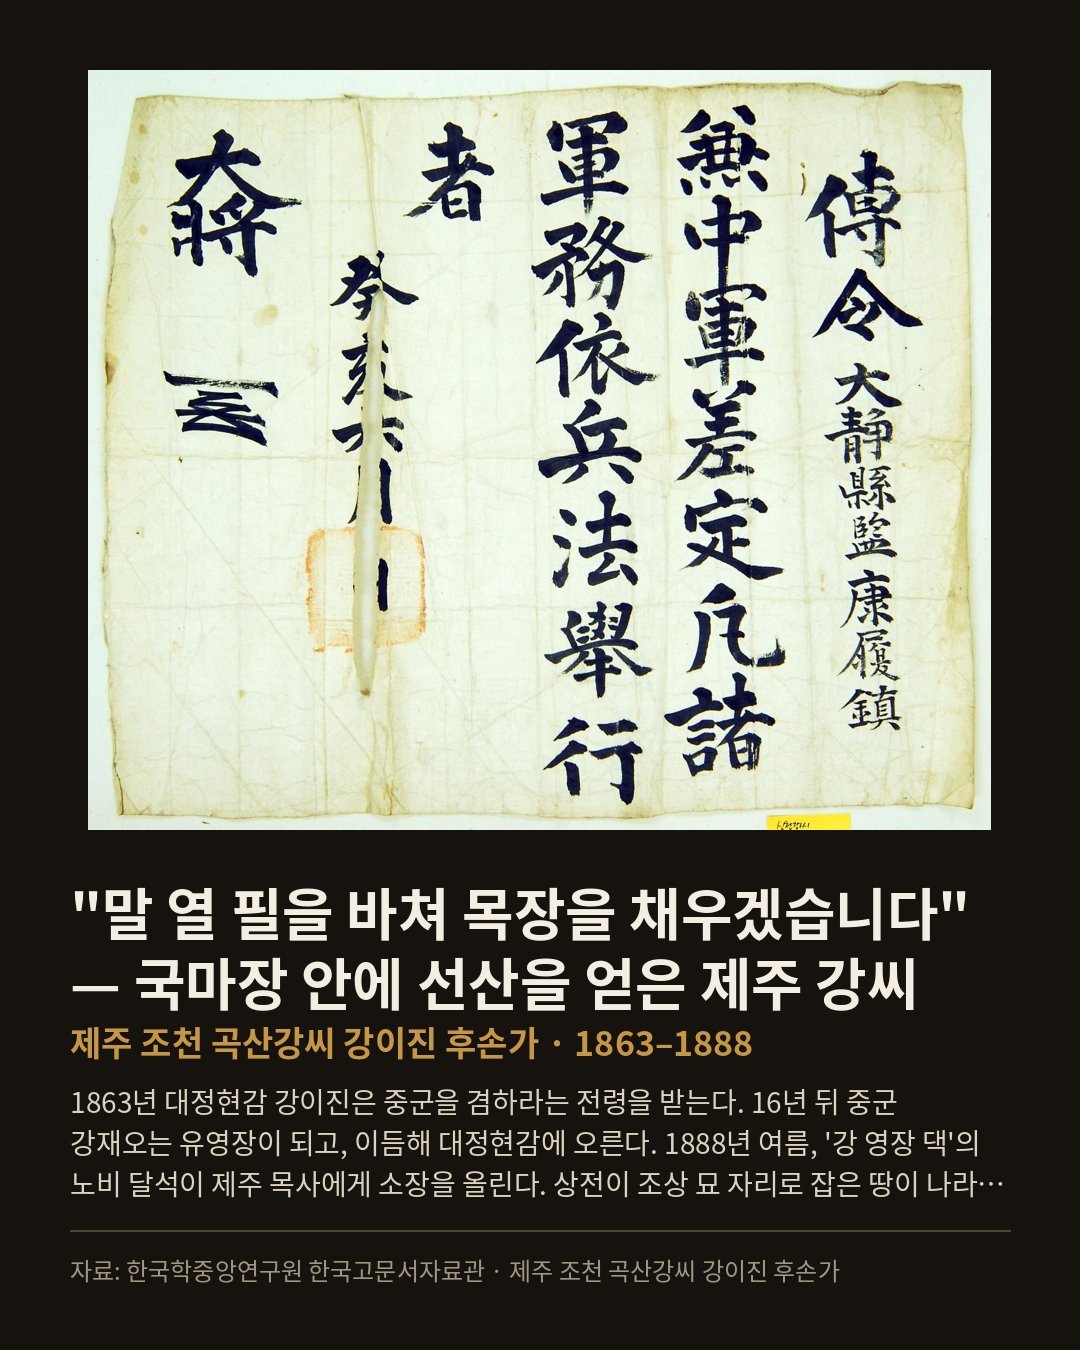 傳令 大靜縣監康履鎭
兼中軍差定凡諸
軍務依兵法擧行
者
癸亥六月 日
大將
"말 열 필을 바쳐 목장을 채우겠습니다"
— 국마장 안에 선산을 얻은 제주 강씨
제주 조천 곡산강씨 강이진 후손가 · 1863–1888
1863년 대정현감 강이진은 중군을 겸하라는 전령을 받는다. 16년 뒤 중군
강재오는 유영장이 되고, 이듬해 대정현감에 오른다. 1888년 여름, '강 영장 댁'의
노비 달석이 제주 목사에게 소장을 올린다. 상전이 조상 묘 자리로 잡은 땅이 나라…
자료: 한국학중앙연구원 한국고문서자료관 · 제주 조천 곡산강씨 강이진 후손가